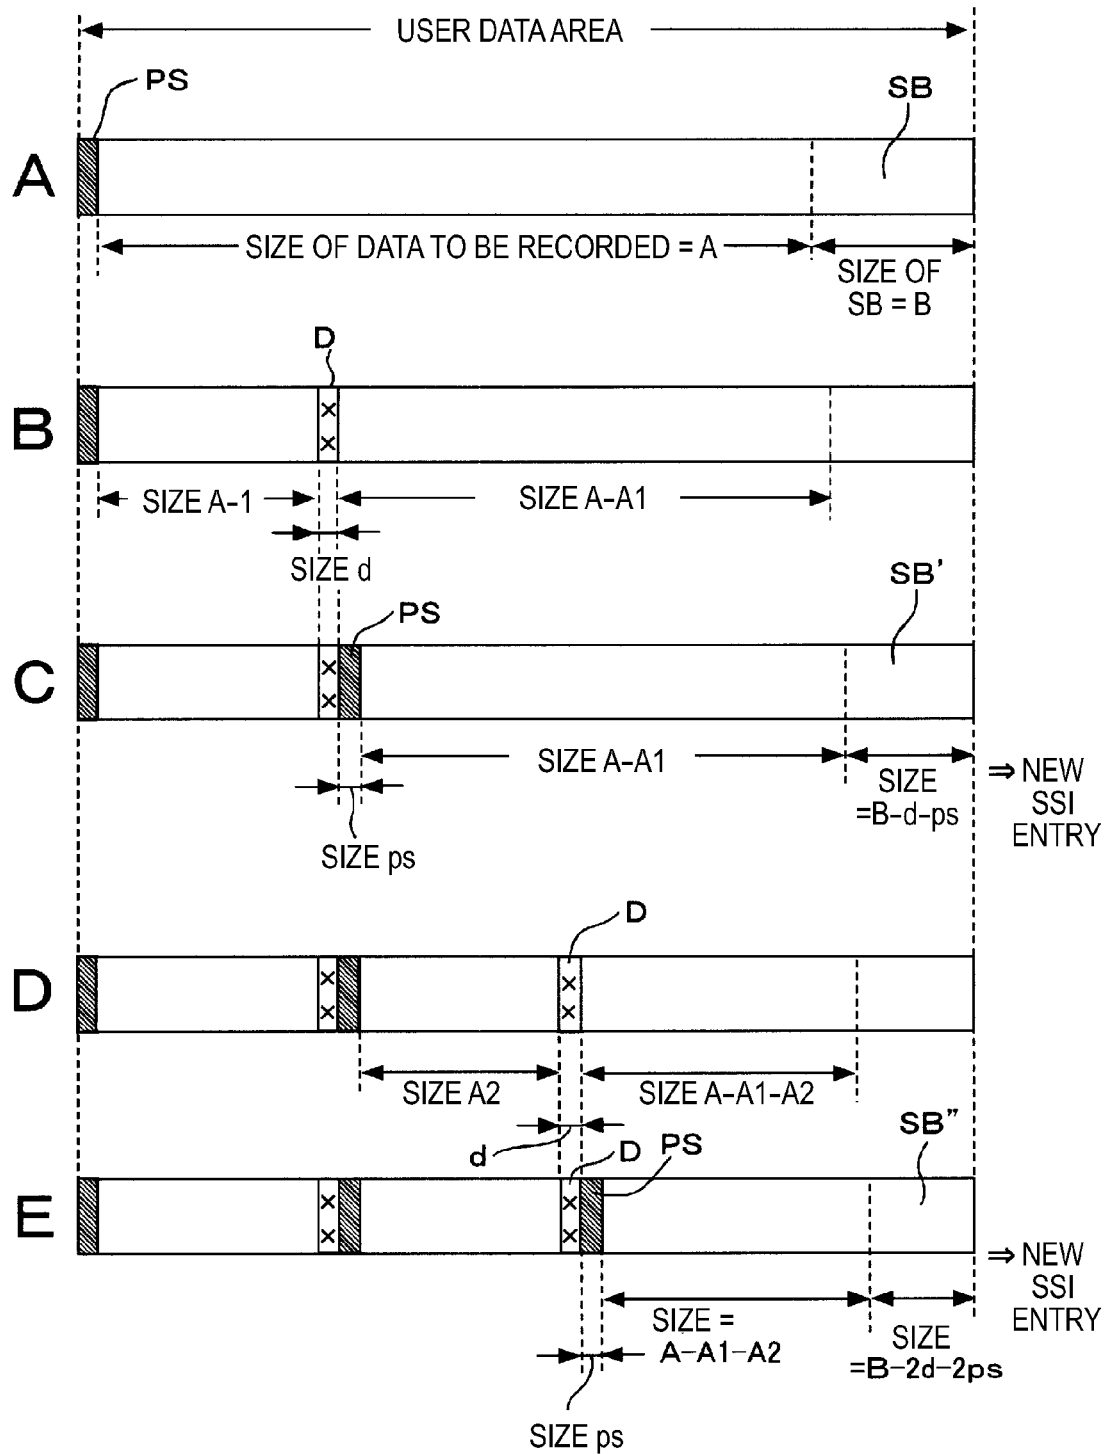 USER DATA AREA
PS
SB
A
SIZE OF DATA TO BE RECORDED = A
SIZE OF
SB = B
D
B
× ×
SIZE A-1
SIZE A-A1
SIZE d
SB'
PS
C
× ×
SIZE A-A1
SIZE
=B-d-ps
⇒ NEW
SSI
ENTRY
SIZE ps
D
D
× ×
× ×
SIZE A2
SIZE A-A1-A2
d
D
PS
SB"
E
× ×
× ×
⇒ NEW
SSI
ENTRY
SIZE =
A-A1-A2
SIZE
=B-2d-2ps
SIZE ps